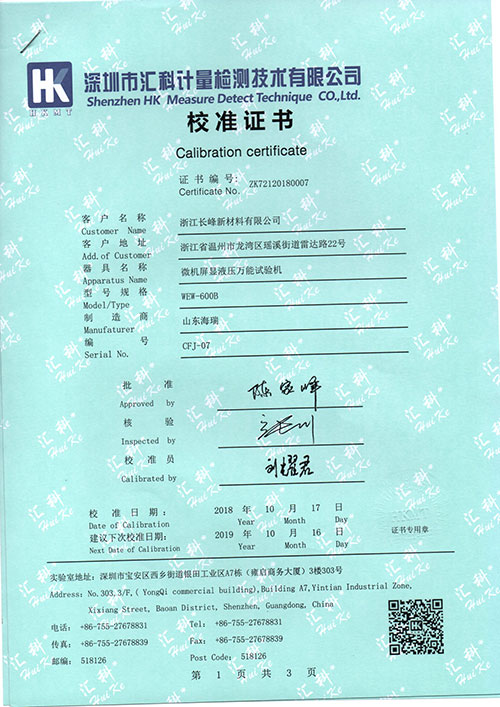 HK
HKMT
深圳市汇科计量检测技术有限公司
Shenzhen HK Measure Detect Technique CO.,Ltd.
校准证书
Calibration certificate
证书编号:
Certificate No. ZK72120180007
客户名称 浙江长峰新材料有限公司
Customer Name
客户地址 浙江省温州市龙湾区瑶溪街道雷达路22号
Add.of Customer
器具名称 微机屏显液压万能试验机
Apparatus Name
型号规格 WEW-600B
Model/Type
制造商 山东海瑞
Manufaturer
编号 CFJ-07
Serial No.
批准 陈家峰
Approved by
核验
Inspected by
校准员 刘耀君
Calibrated by
校准日期: 2018 年 10 月 17 日
Date of Calibration Year Month Day
建议下次校准日期: 2019 年 10 月 16 日
Next Date of Calibration Year Month Day
证书专用章
实验室地址: 深圳市宝安区西乡街道银田工业区A7栋(雍启商务大厦)3楼303号
Address: No.303,3/F,( YongQi commercial building),Building A7,Yintian Industrial Zone,
Xixiang Street, Baoan District, Shenzhen, Guangdong, China
电话: +86-755-27678831 Tel: +86-755-27678831
传真: +86-755-27678839 Fax: +86-755-27678839
邮编: 518126 Post Code: 518126
第 1 页 共 3 页